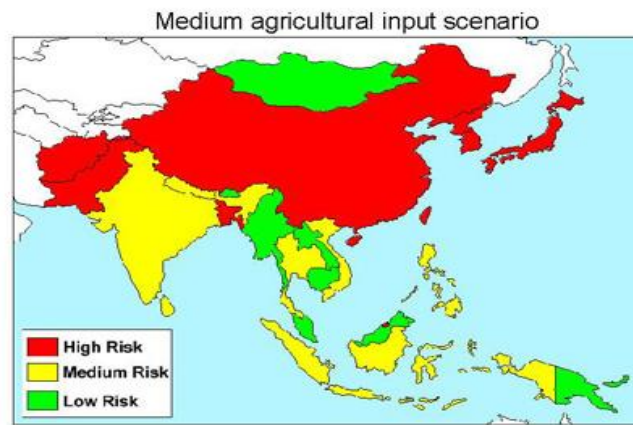 Medium agricultural input scenario
High Risk
Medium Risk
Low Risk